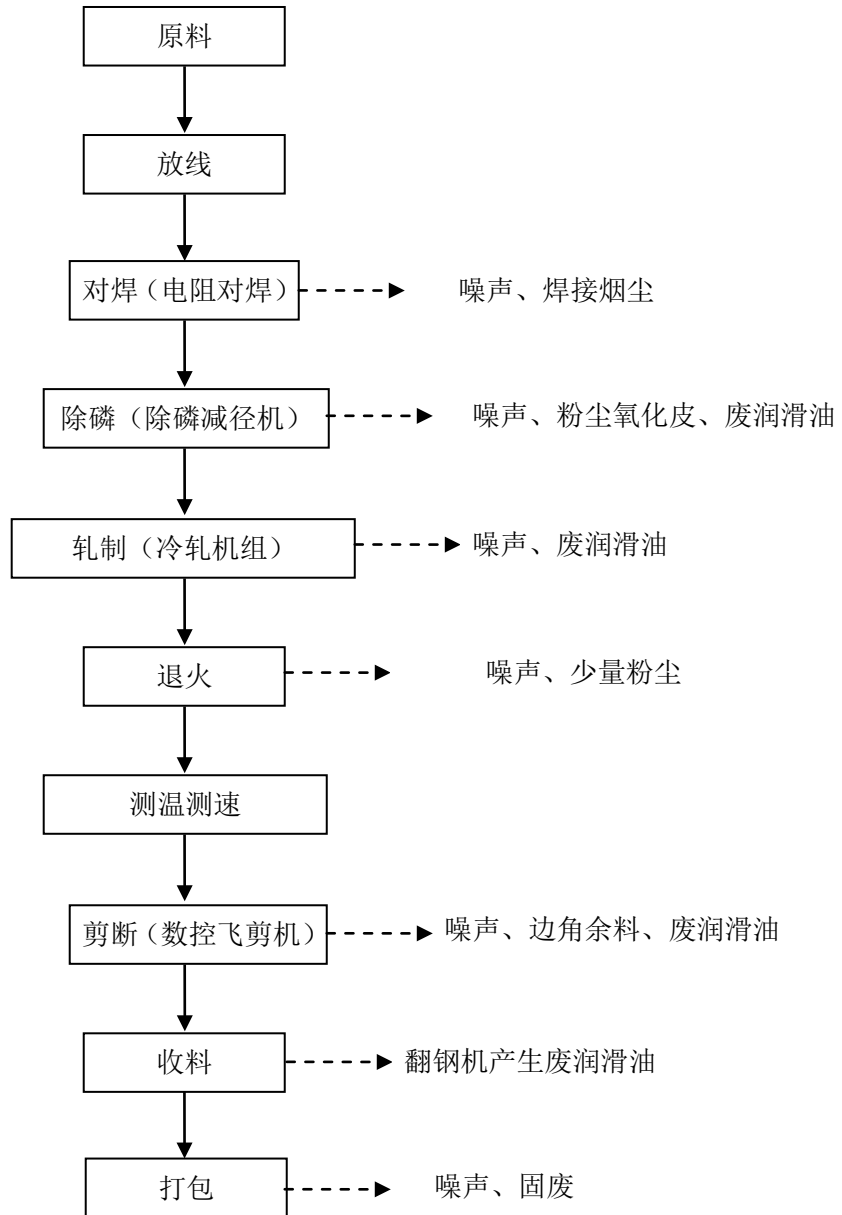 原料
放线
对焊（电阻对焊） 噪声、焊接烟尘
除磷（除磷减径机） 噪声、粉尘氧化皮、废润滑油
轧制（冷轧机组） 噪声、废润滑油
退火 噪声、少量粉尘
测温测速
剪断（数控飞剪机） 噪声、边角余料、废润滑油
收料 翻钢机产生废润滑油
打包 噪声、固废